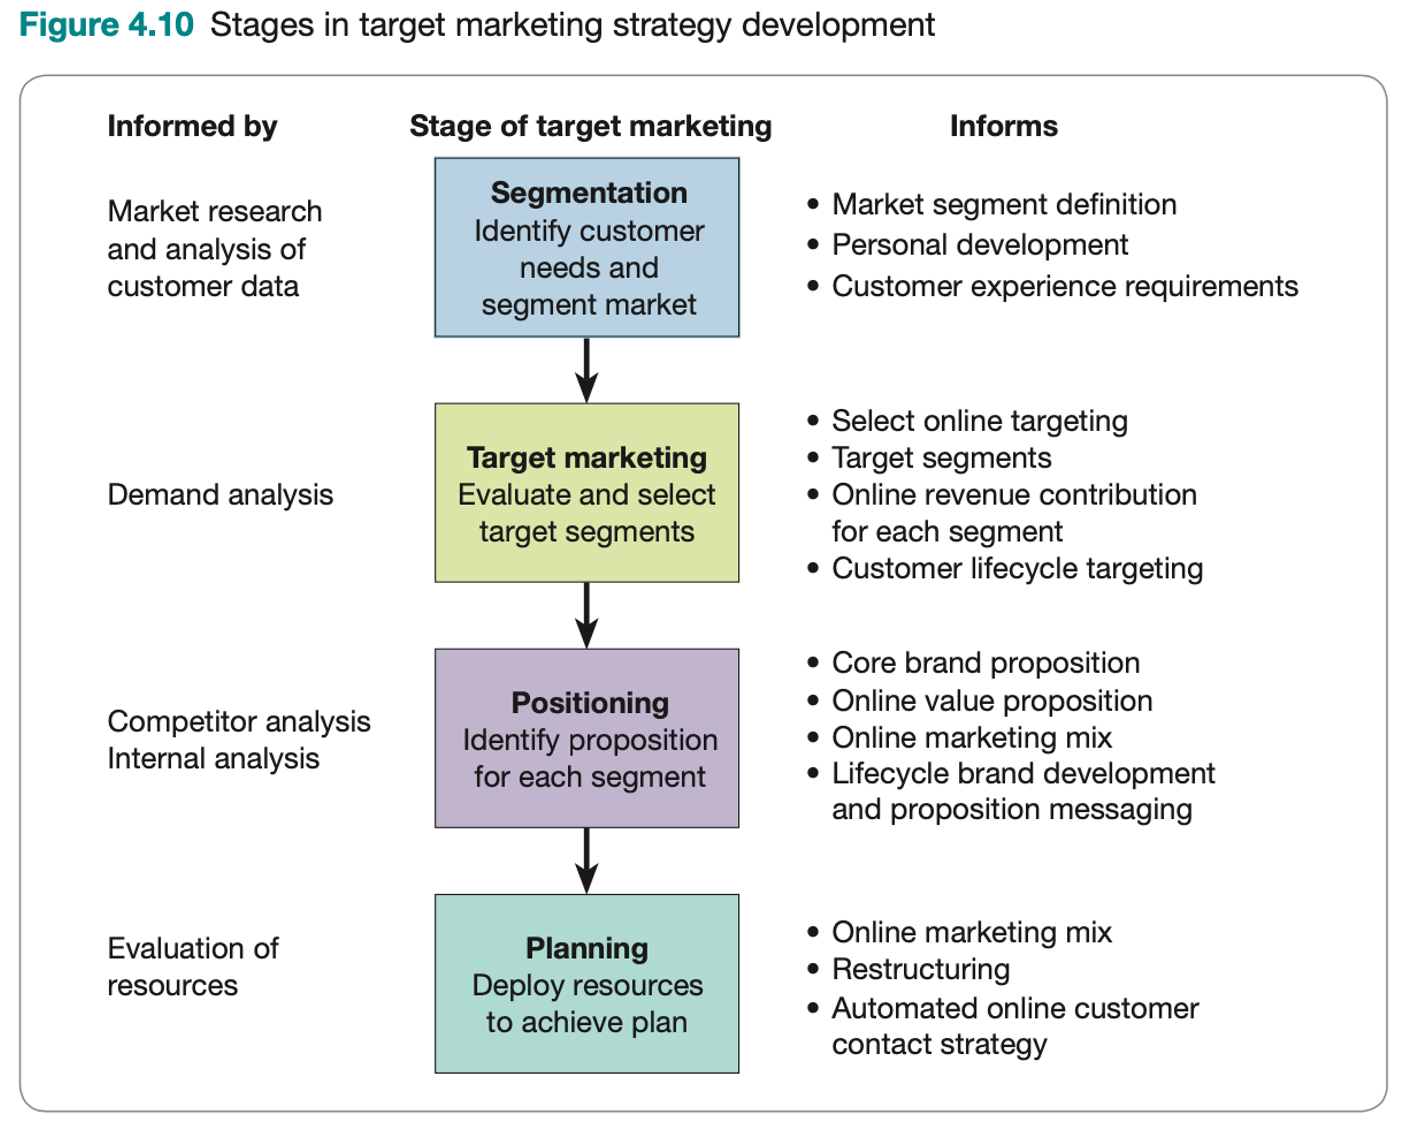 Figure 4.10 Stages in target marketing strategy development
Informed by
Stage of target marketing
Informs
Market research
and analysis of
customer data
Segmentation
Identify customer
needs and
segment market
• Market segment definition
• Personal development
• Customer experience requirements
Demand analysis
Target marketing
Evaluate and select
target segments
• Select online targeting
• Target segments
• Online revenue contribution
for each segment
• Customer lifecycle targeting
Competitor analysis
Internal analysis
Positioning
Identify proposition
for each segment
• Core brand proposition
• Online value proposition
• Online marketing mix
• Lifecycle brand development
and proposition messaging
Evaluation of
resources
Planning
Deploy resources
to achieve plan
• Online marketing mix
• Restructuring
• Automated online customer
contact strategy